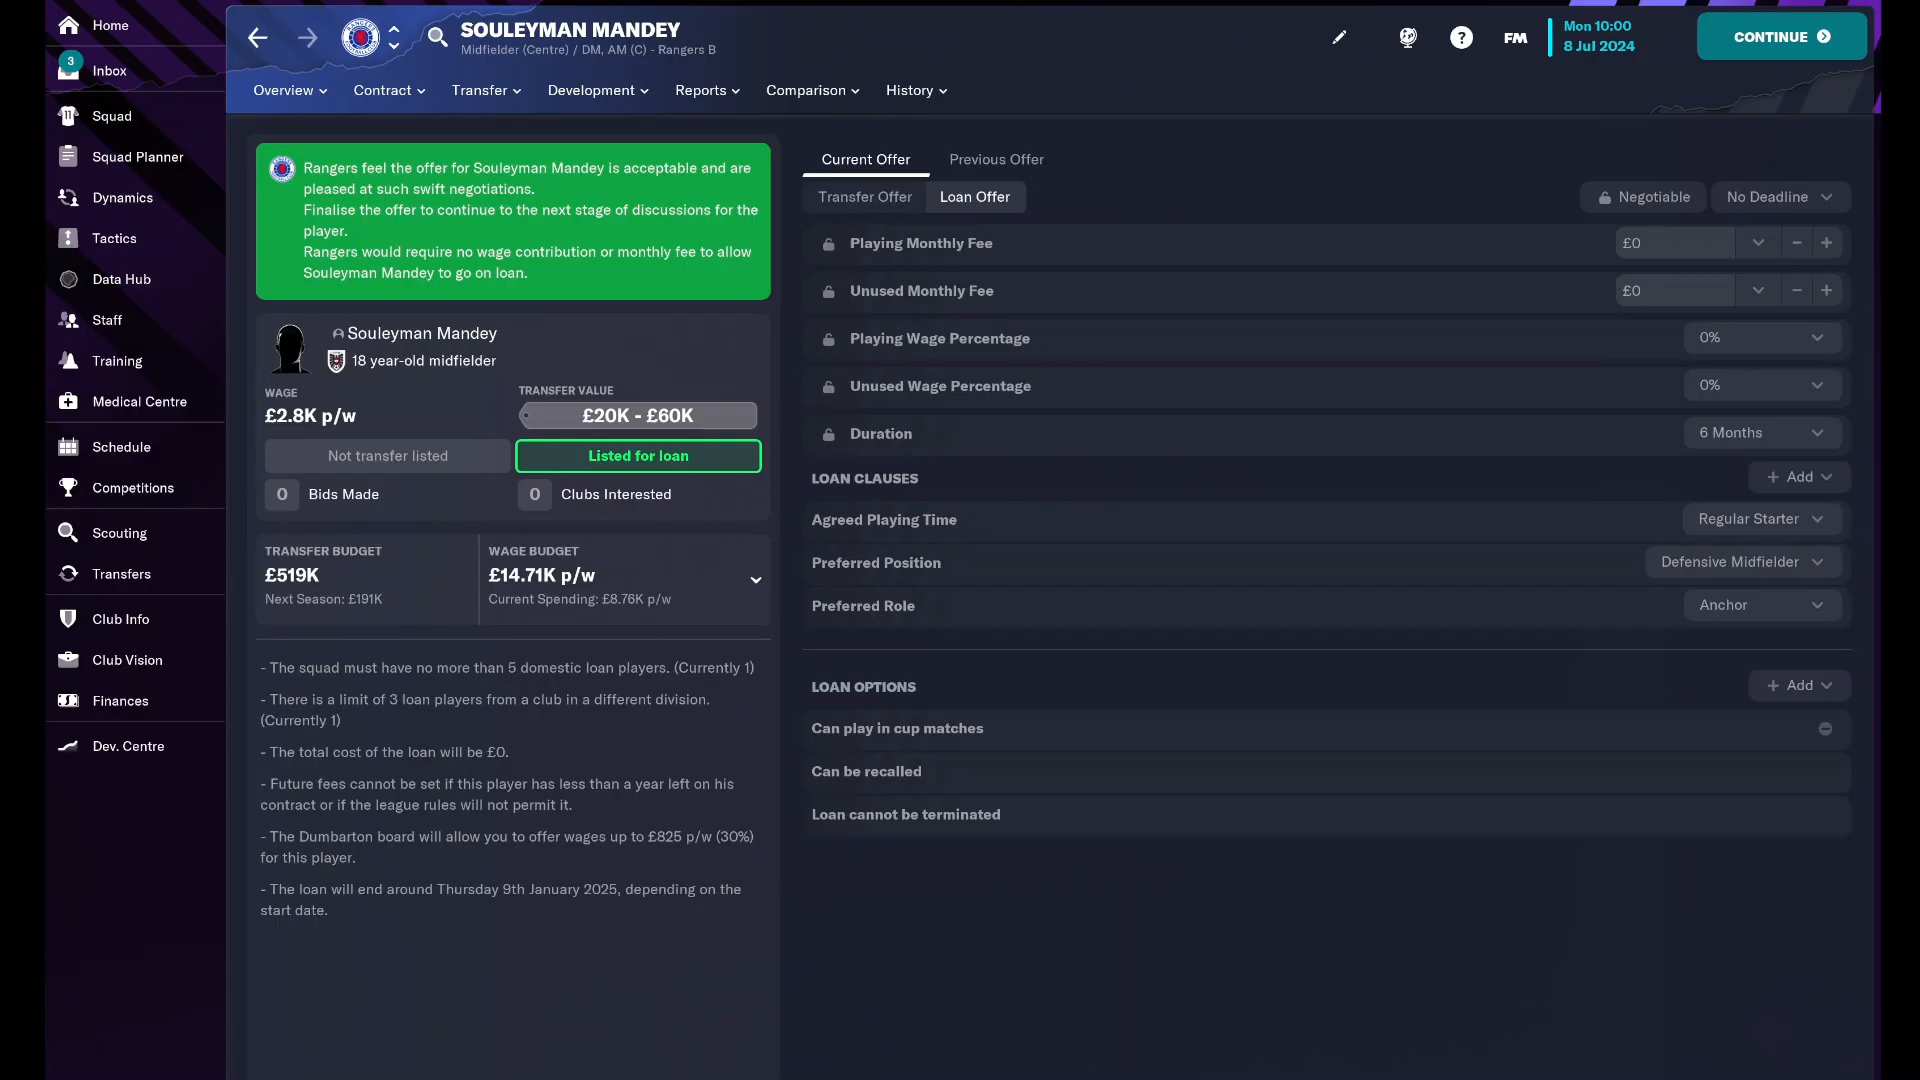 Home
3
Inbox
Squad
Squad Planner
Dynamics
Tactics
Data Hub
Staff
Training
Medical Centre
Schedule
Competitions
Scouting
Transfers
Club Info
Club Vision
Finances
Dev. Centre
SOULEYMAN MANDEY
Midfielder (Centre) / DM, AM (C) - Rangers B
?
FM
Mon 10:00
8 Jul 2024
CONTINUE
Overview
Contract
Transfer
Development
Reports
Comparison
History
Rangers feel the offer for Souleyman Mandey is acceptable and are
pleased at such swift negotiations.
Finalise the offer to continue to the next stage of discussions for the
player.
Rangers would require no wage contribution or monthly fee to allow
Souleyman Mandey to go on loan.
Souleyman Mandey
18 year-old midfielder
WAGE
£2.8K p/w
TRANSFER VALUE
£20K - £60K
Not transfer listed
Listed for loan
0 Bids Made
0 Clubs Interested
TRANSFER BUDGET
£519K
Next Season: £191K
WAGE BUDGET
£14.71K p/w
Current Spending: £8.76K p/w
- The squad must have no more than 5 domestic loan players. (Currently 1)
- There is a limit of 3 loan players from a club in a different division.
(Currently 1)
- The total cost of the loan will be £0.
- Future fees cannot be set if this player has less than a year left on his
contract or if the league rules will not permit it.
- The Dumbarton board will allow you to offer wages up to £825 p/w (30%)
for this player.
- The loan will end around Thursday 9th January 2025, depending on the
start date.
Current Offer
Previous Offer
Transfer Offer
Loan Offer
Negotiable
No Deadline
Playing Monthly Fee
£0
Unused Monthly Fee
£0
Playing Wage Percentage
0%
Unused Wage Percentage
0%
Duration
6 Months
LOAN CLAUSES
+ Add
Agreed Playing Time
Regular Starter
Preferred Position
Defensive Midfielder
Preferred Role
Anchor
LOAN OPTIONS
+ Add
Can play in cup matches
Can be recalled
Loan cannot be terminated